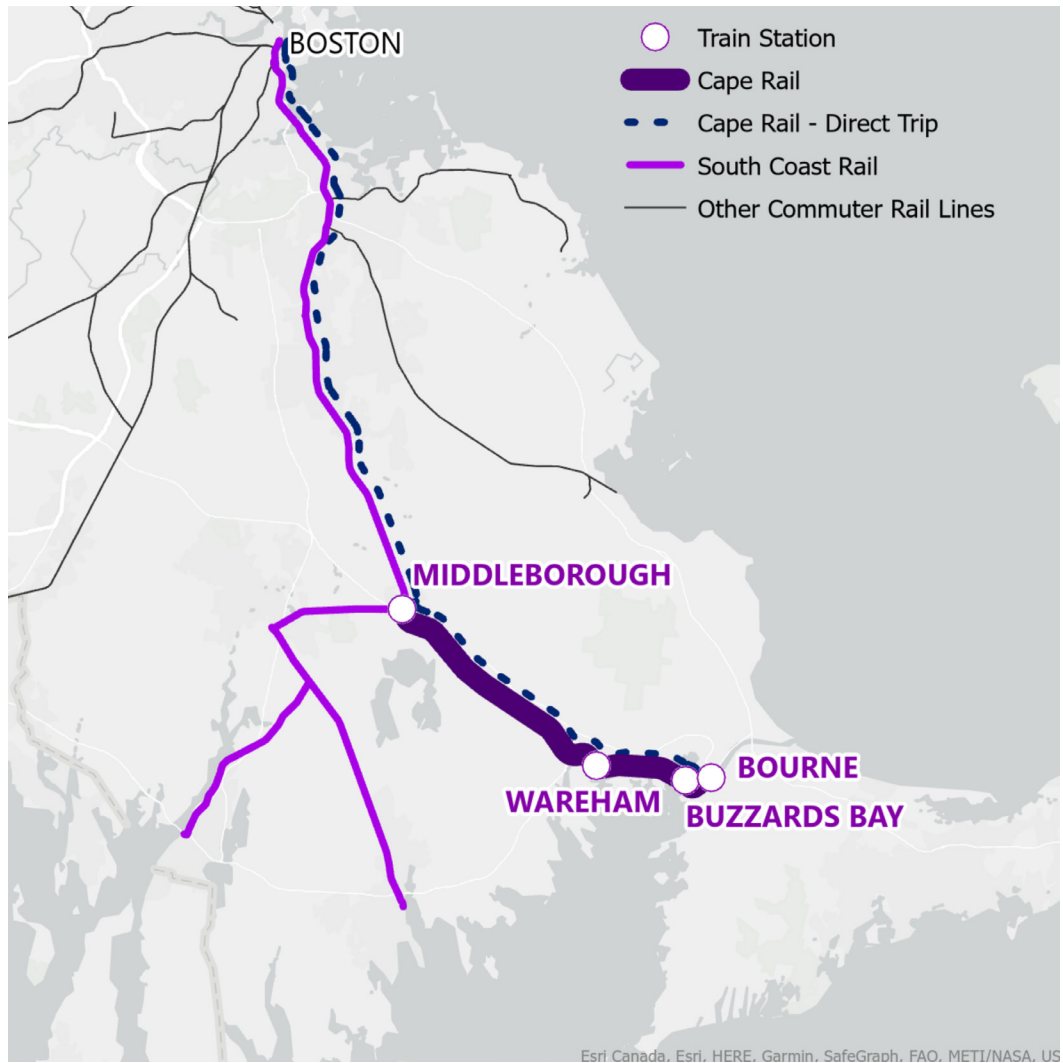 BOSTON
Train Station
Cape Rail
Cape Rail - Direct Trip
South Coast Rail
Other Commuter Rail Lines
MIDDLEBOROUGH
BOURNE
WAREHAM
BUZZARDS BAY
Esri Canada, Esri, HERE, Garmin, SafeGraph, FAO, METI/NASA, US